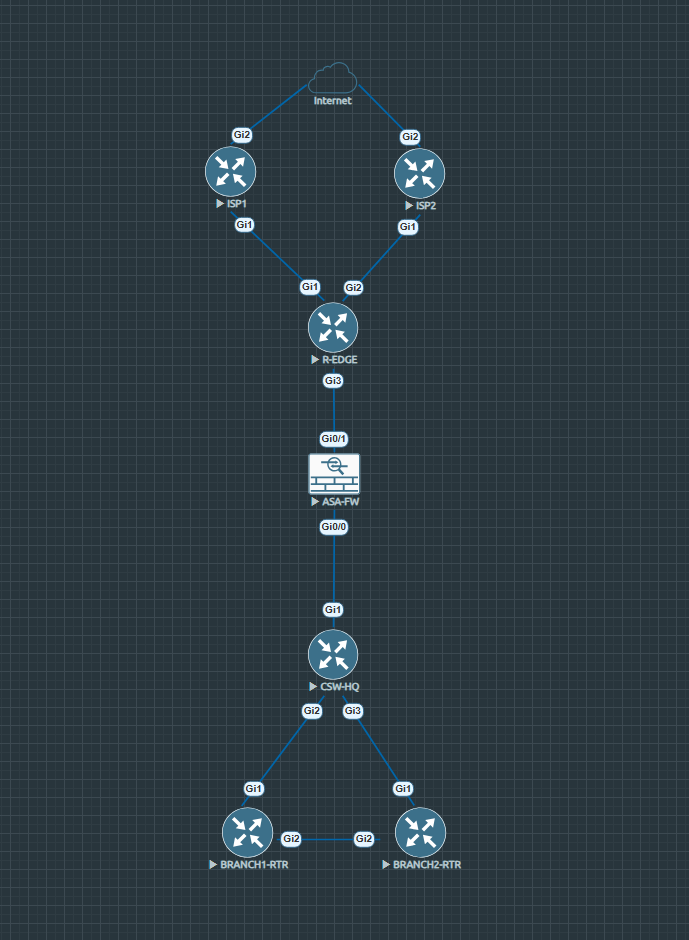 Internet
Gi2
Gi2
ISP1
ISP2
Gi1
Gi1
Gi1
Gi2
R-EDGE
Gi3
Gi0/1
ASA-FW
Gi0/0
Gi1
CSW-HQ
Gi2
Gi3
Gi1
Gi1
Gi2
Gi2
BRANCH1-RTR
BRANCH2-RTR